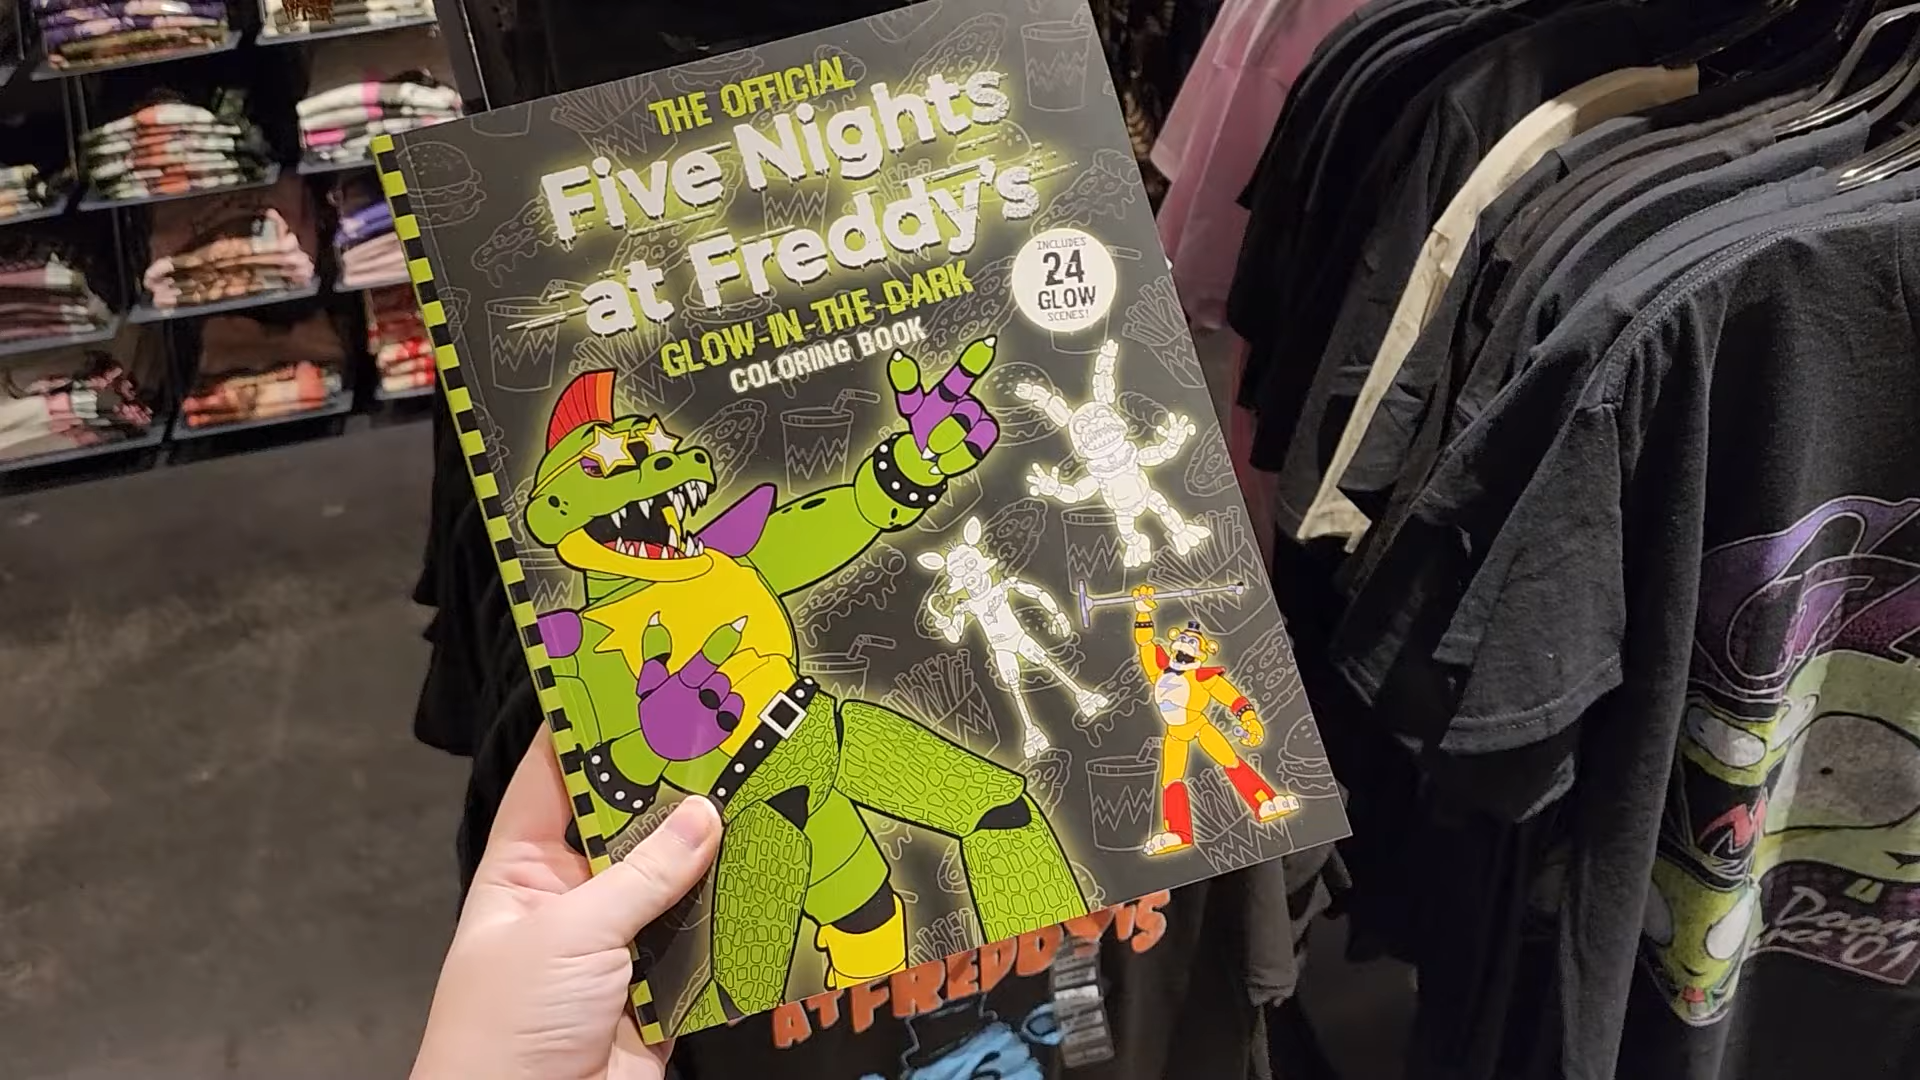 THE OFFICIAL
Five Nights
at Freddy's
GLOW-IN-THE-DARK
COLORING BOOK
INCLUDES
24
GLOW
SCENES!
AT FREDDY'S